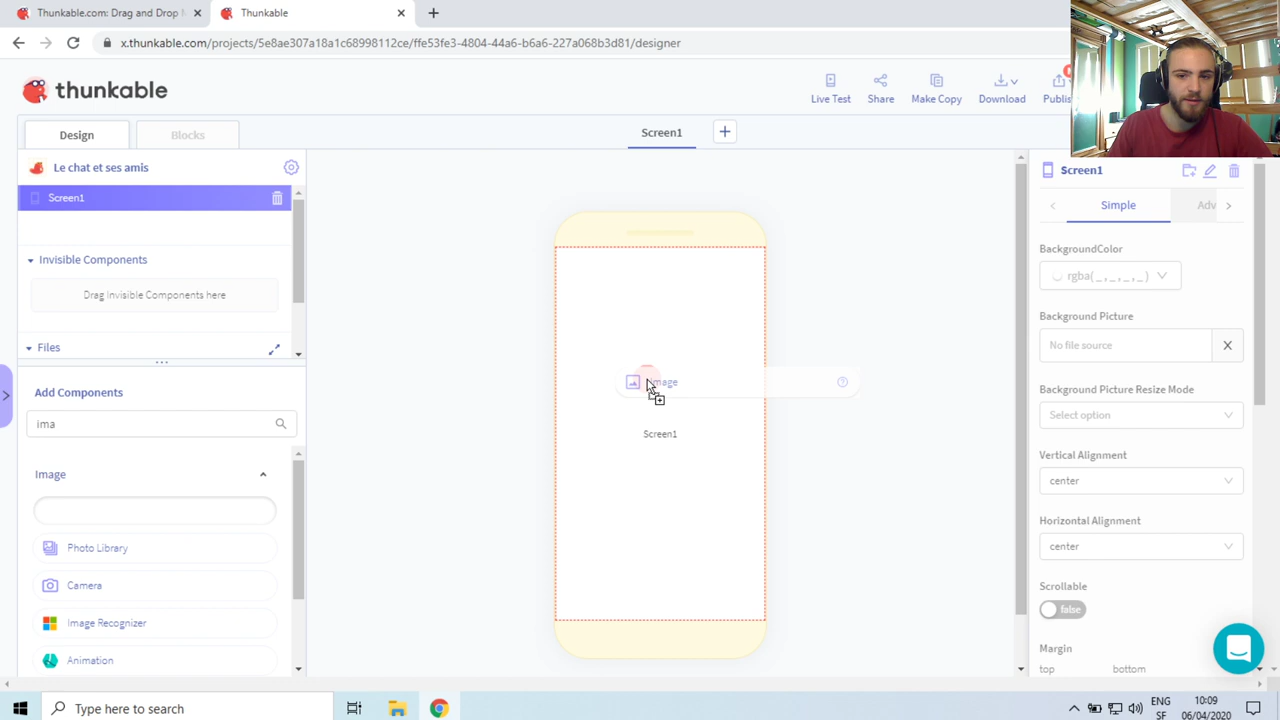 Thunkable.com: Drag and Drop
Thunkable
x.thunkable.com/projects/5e8ae307a18a1c68998112ce/ffe53fe3-4804-44a6-b6a6-227a068b3d81/designer
thunkable
Live Test
Share
Make Copy
Download
Publis
Design
Blocks
Screen1
Le chat et ses amis
Screen1
Invisible Components
Drag Invisible Components here
Files
Add Components
ima
Image
Photo Library
Camera
Image Recognizer
Animation
Image
Screen1
Screen1
Simple
Adv
BackgroundColor
rgba(_,_,_,_)
Background Picture
No file source
Background Picture Resize Mode
Select option
Vertical Alignment
center
Horizontal Alignment
center
Scrollable
false
Margin
top
bottom
Type here to search
ENG
SF
10:09
06/04/2020